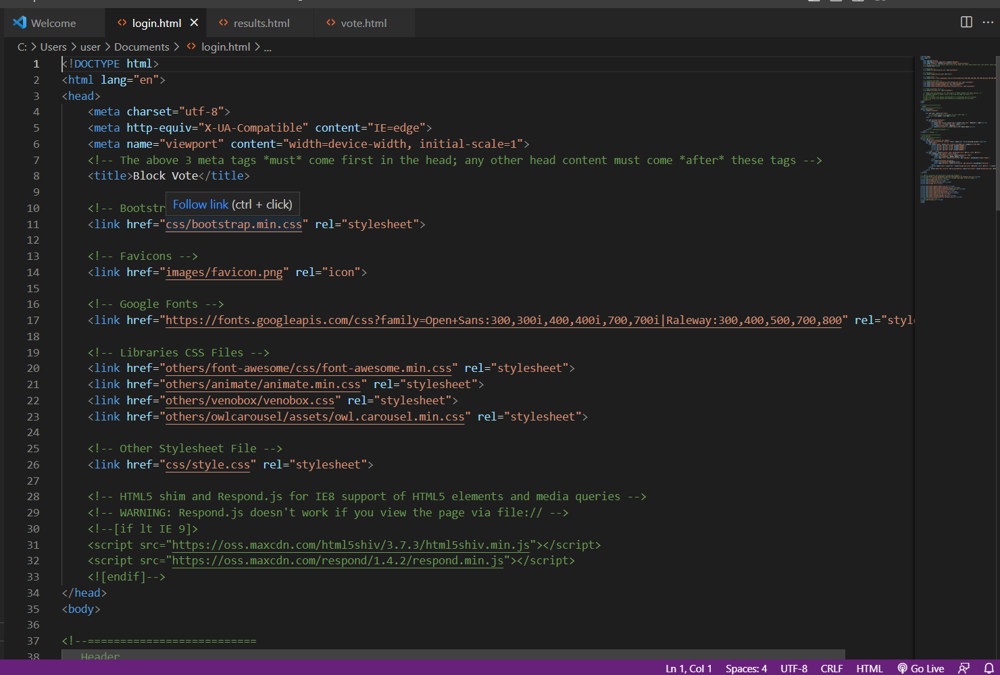 Welcome
login.html
results.html
vote.html
C: > Users > user > Documents > <> login.html > ...
1 <!DOCTYPE html>
2 <html lang="en">
3 <head>
4 <meta charset="utf-8">
5 <meta http-equiv="X-UA-Compatible" content="IE=edge">
6 <meta name="viewport" content="width=device-width, initial-scale=1">
7 <!-- The above 3 meta tags *must* come first in the head; any other head content must come *after* these tags -->
8 <title>Block Vote</title>
9
Follow link (ctrl + click)
10 <!-- Bootstr
11 <link href="css/bootstrap.min.css" rel="stylesheet">
12
13 <!-- Favicons -->
14 <link href="images/favicon.png" rel="icon">
15
16 <!-- Google Fonts -->
17 <link href="https://fonts.googleapis.com/css?family=Open+Sans:300,300i,400,400i,700,700i|Raleway:300,400,500,700,800" rel="styl
18
19 <!-- Libraries CSS Files -->
20 <link href="others/font-awesome/css/font-awesome.min.css" rel="stylesheet">
21 <link href="others/animate/animate.min.css" rel="stylesheet">
22 <link href="others/venobox/venobox.css" rel="stylesheet">
23 <link href="others/owlcarousel/assets/owl.carousel.min.css" rel="stylesheet">
24
25 <!-- Other Stylesheet File -->
26 <link href="css/style.css" rel="stylesheet">
27
28 <!-- HTML5 shim and Respond.js for IE8 support of HTML5 elements and media queries -->
29 <!-- WARNING: Respond.js doesn't work if you view the page via file:// -->
30 <!--[if lt IE 9]>
31 <script src="https://oss.maxcdn.com/html5shiv/3.7.3/html5shiv.min.js"></script>
32 <script src="https://oss.maxcdn.com/respond/1.4.2/respond.min.js"></script>
33 <![endif]-->
34 </head>
35 <body>
36
37 <!--==========================
38 Header
Ln 1, Col 1 Spaces: 4 UTF-8 CRLF HTML Go Live